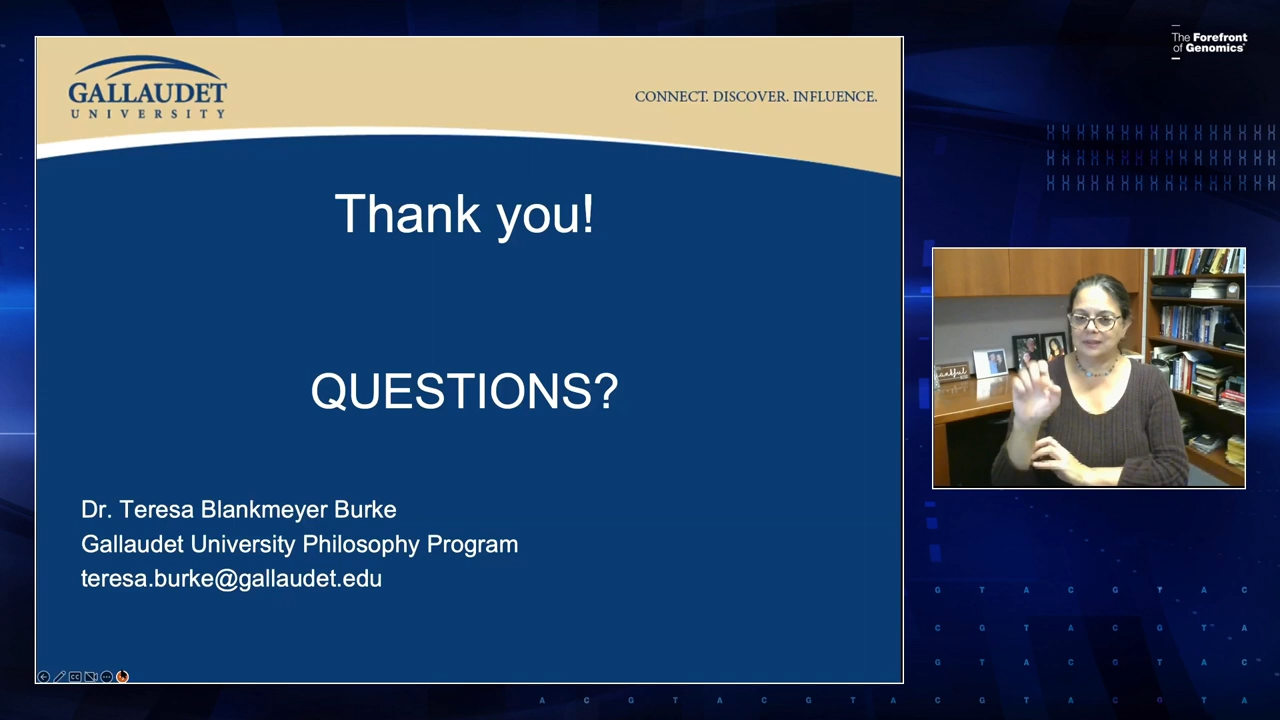 The Forefront
of Genomics
GALLAUDET
UNIVERSITY
CONNECT. DISCOVER. INFLUENCE.
Thank you!
QUESTIONS?
Dr. Teresa Blankmeyer Burke
Gallaudet University Philosophy Program
teresa.burke@gallaudet.edu
G T A C G T A C
C G T A C G T A
G T A C G T A C
A C G T A C G T A C G T A C G T A